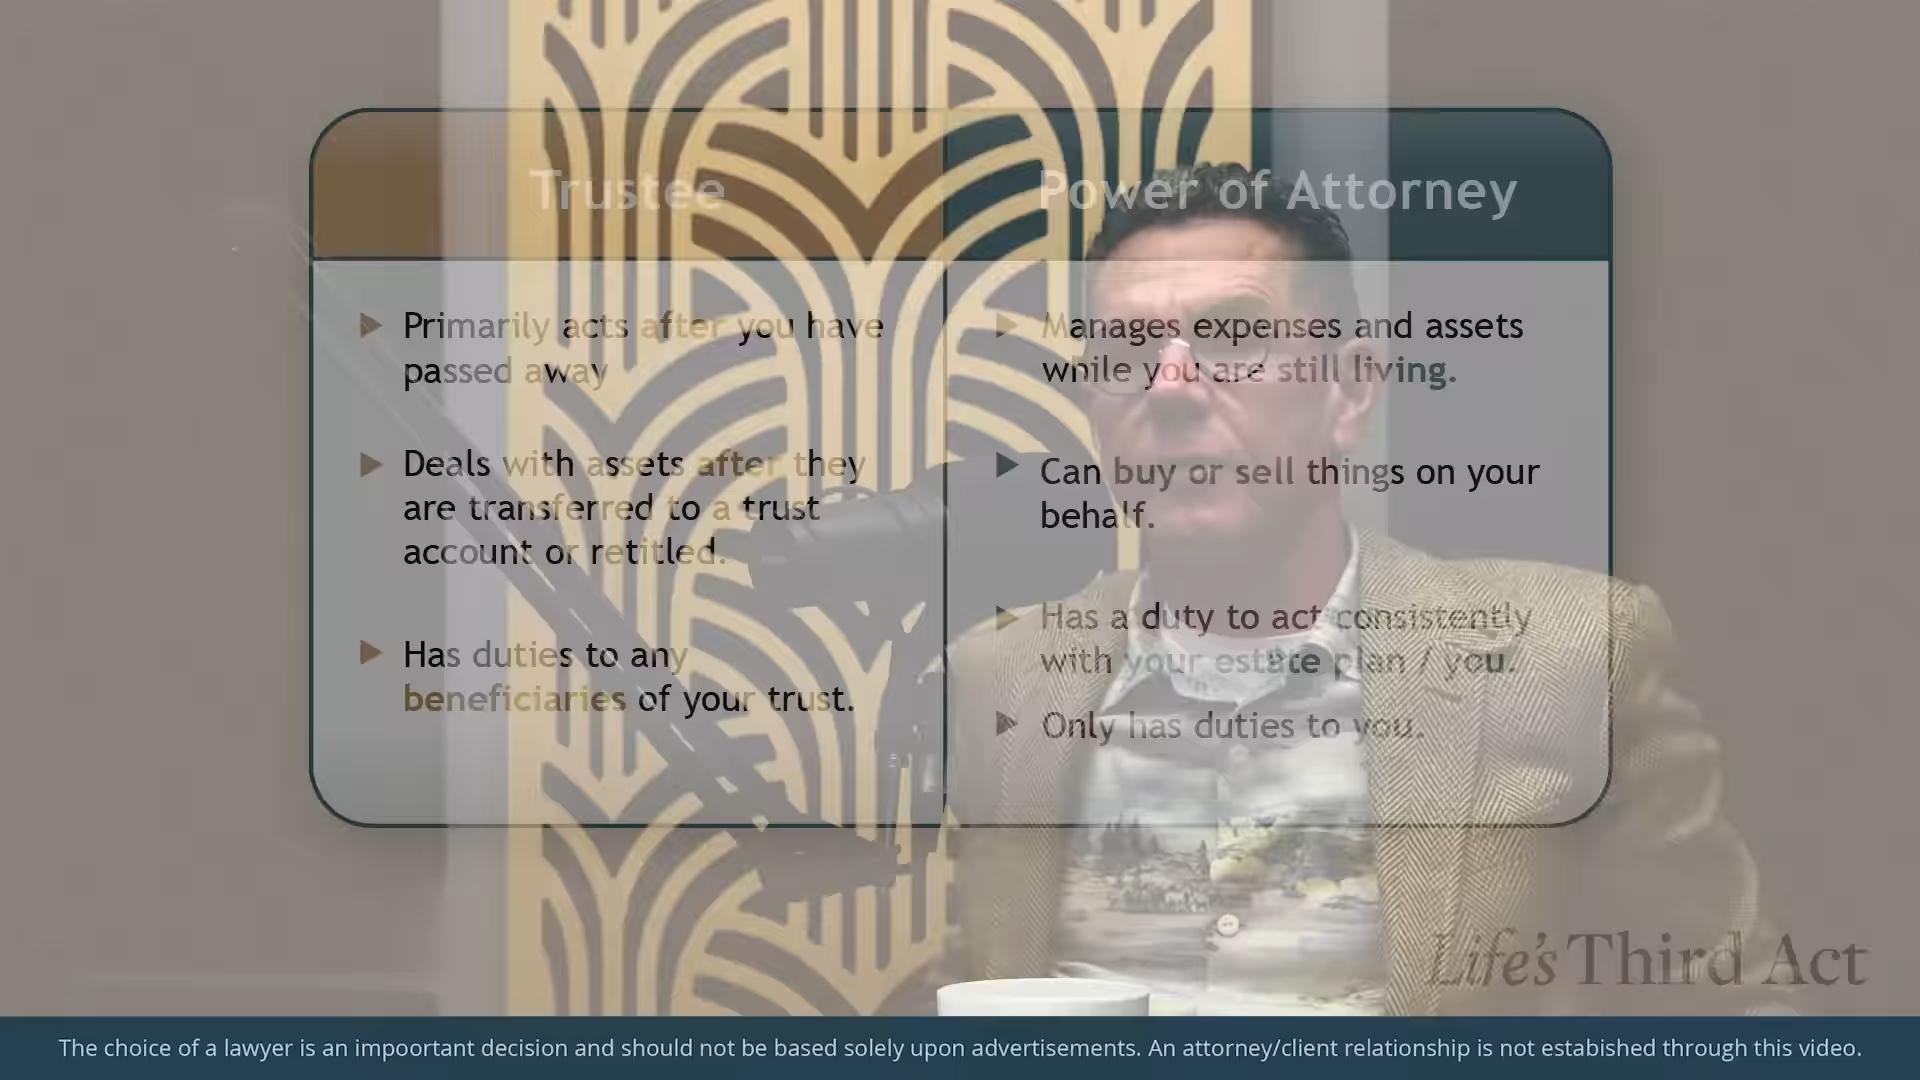 Trustee
Power of Attorney
Primarily acts after you have
passed away
Deals with assets after they
are transferred to a trust
account or retitled.
Has duties to any
beneficiaries of your trust.
Manages expenses and assets
while you are still living.
Can buy or sell things on your
behalf.
Has a duty to act consistently
with your estate plan / you.
Only has duties to you.
Life's Third Act
The choice of a lawyer is an impoortant decision and should not be based solely upon advertisements. An attorney/client relationship is not estabished through this video.